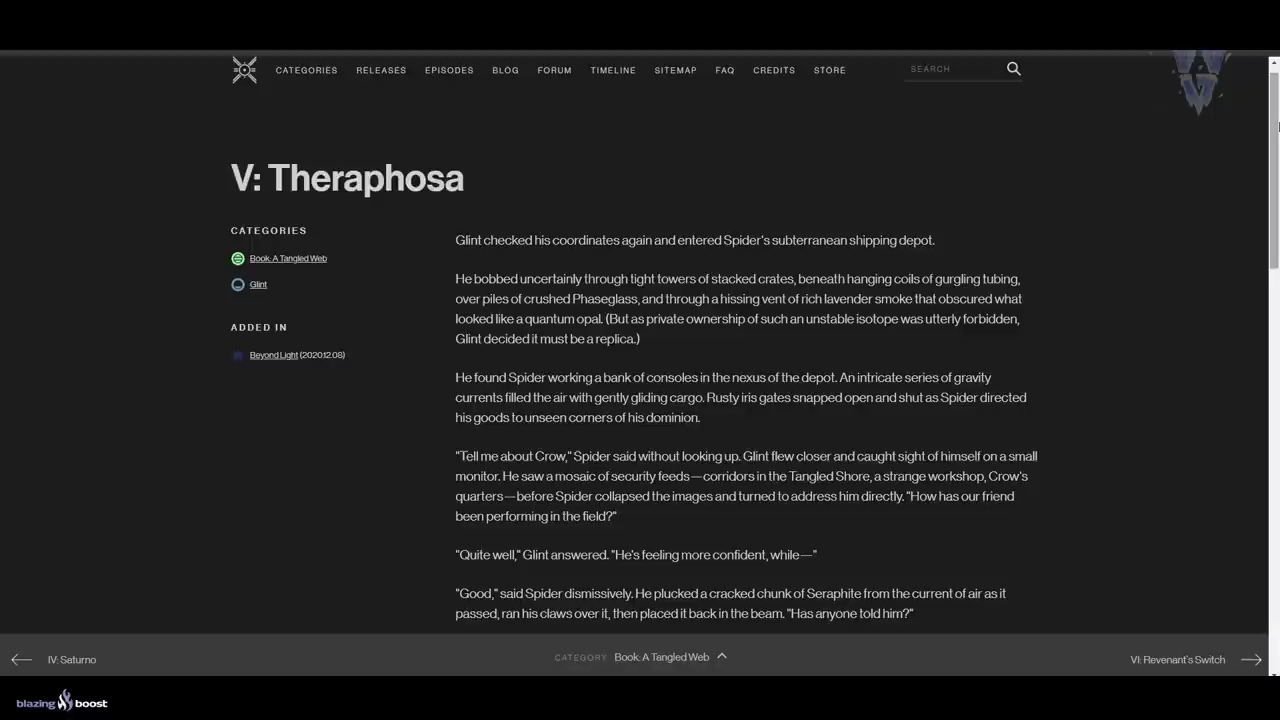 CATEGORIES RELEASES EPISODES BLOG FORUM TIMELINE SITEMAP FAQ CREDITS STORE SEARCH
V: Theraphosa
CATEGORIES
Book: A Tangled Web
Glint
ADDED IN
Beyond Light (2020.12.08)
Glint checked his coordinates again and entered Spider's subterranean shipping depot.
He bobbed uncertainly through tight towers of stacked crates, beneath hanging coils of gurgling tubing,
over piles of crushed Phaseglass, and through a hissing vent of rich lavender smoke that obscured what
looked like a quantum opal. (But as private ownership of such an unstable isotope was utterly forbidden,
Glint decided it must be a replica.)
He found Spider working a bank of consoles in the nexus of the depot. An intricate series of gravity
currents filled the air with gently gliding cargo. Rusty iris gates snapped open and shut as Spider directed
his goods to unseen corners of his dominion.
"Tell me about Crow," Spider said without looking up. Glint flew closer and caught sight of himself on a small
monitor. He saw a mosaic of security feeds—corridors in the Tangled Shore, a strange workshop, Crow's
quarters—before Spider collapsed the images and turned to address him directly. "How has our friend
been performing in the field?"
"Quite well," Glint answered. "He's feeling more confident, while—"
"Good," said Spider dismissively. He plucked a cracked chunk of Seraphite from the current of air as it
passed, ran his claws over it, then placed it back in the beam. "Has anyone told him?"
IV: Saturno
CATEGORY Book: A Tangled Web
VI: Revenant's Switch
blazing boost